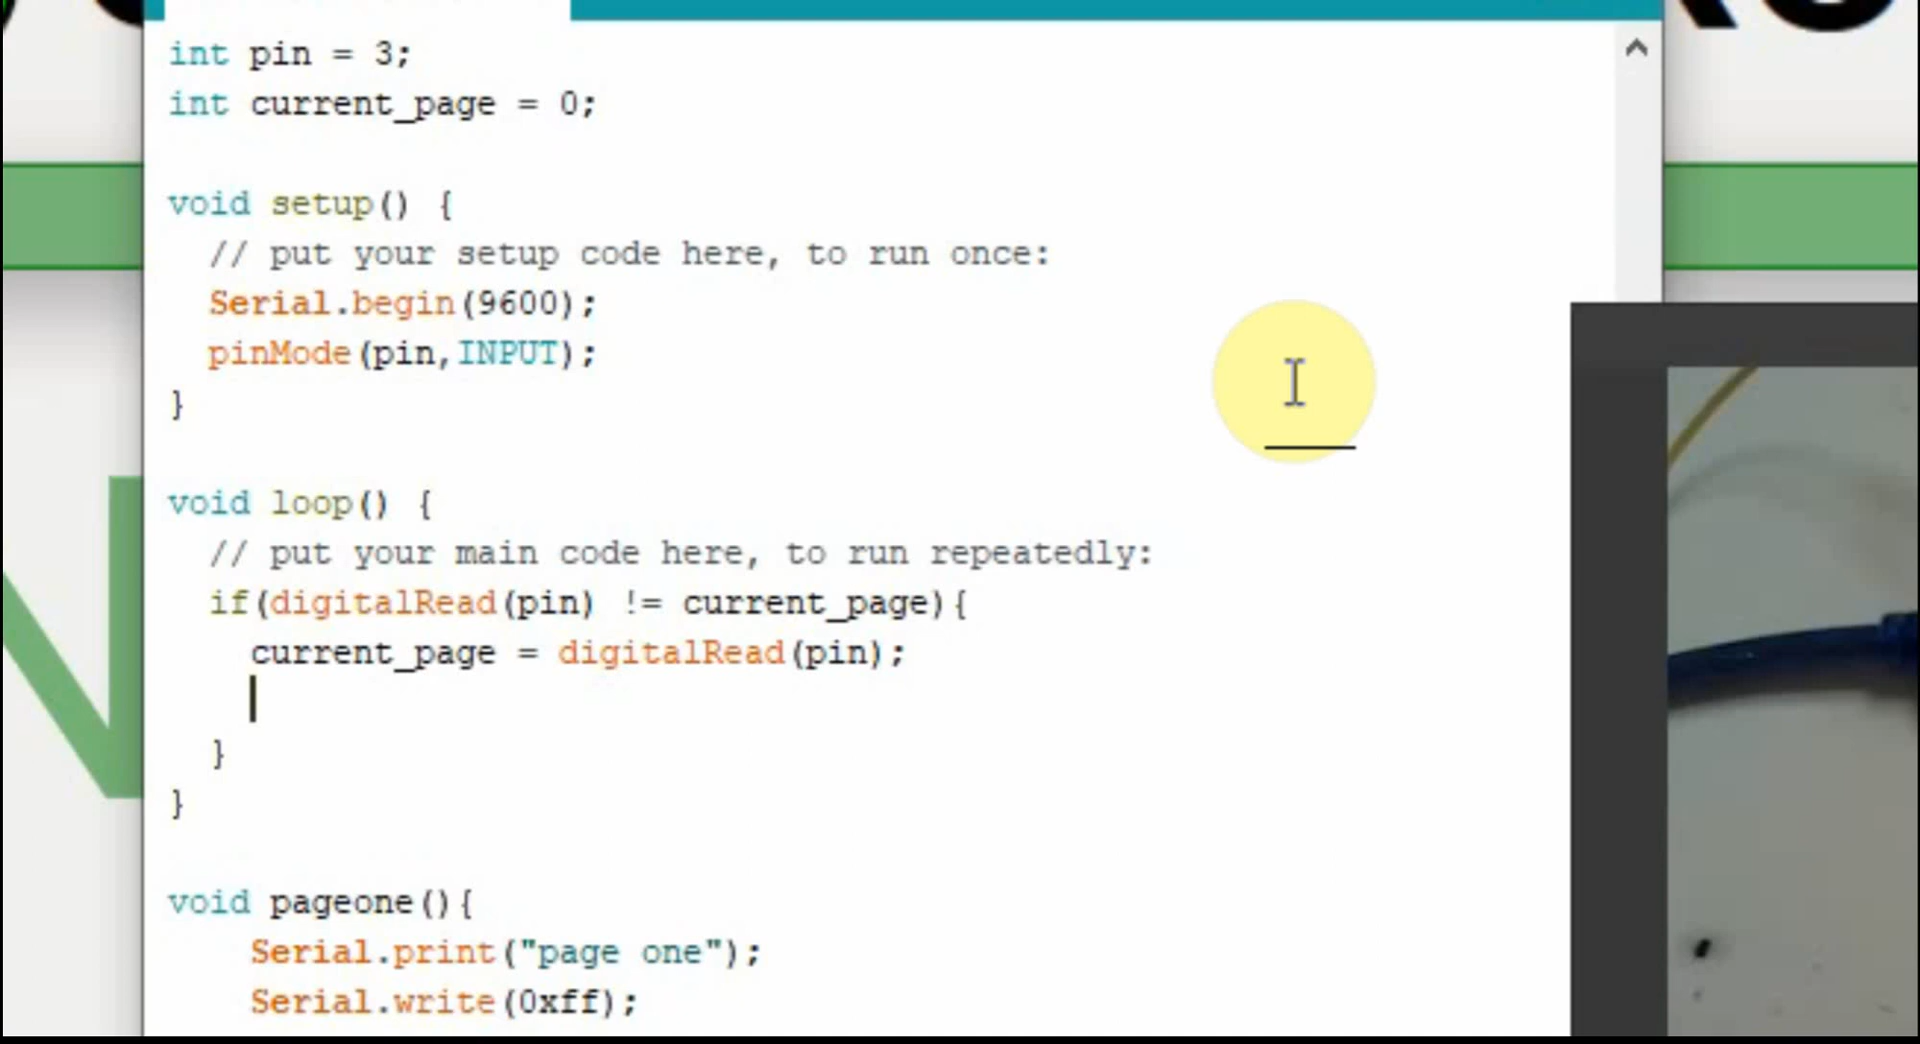 int pin = 3;
int current_page = 0;
void setup() {
// put your setup code here, to run once:
Serial.begin(9600);
pinMode(pin,INPUT);
}
void loop() {
// put your main code here, to run repeatedly:
if(digitalRead(pin) != current_page){
current_page = digitalRead(pin);
}
}
void pageone(){
Serial.print("page one");
Serial.write(0xff);